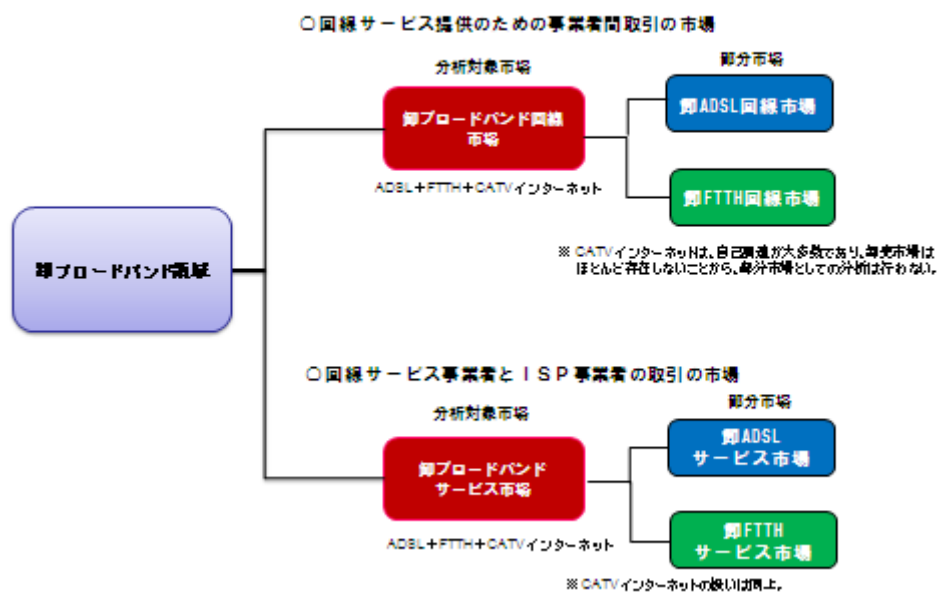 〇回線サービス提供のための事業者間取引の市場
分析対象市場
部分市場
卸ブロードバンド回線
市場
卸ADSL回線市場
ADSL+FTTH+CATVインターネット
卸FTTH回線市場
卸ブロードバンド領域
※ CATVインターネットは、自己調達が大多数であり、卸売市場は
ほとんど存在しないことから、部分市場としての分析は行わない。
〇回線サービス事業者とISP事業者の取引の市場
分析対象市場
部分市場
卸ブロードバンド
サービス市場
卸ADSL
サービス市場
ADSL+FTTH+CATVインターネット
卸FTTH
サービス市場
※ CATVインターネットの扱いは同上。